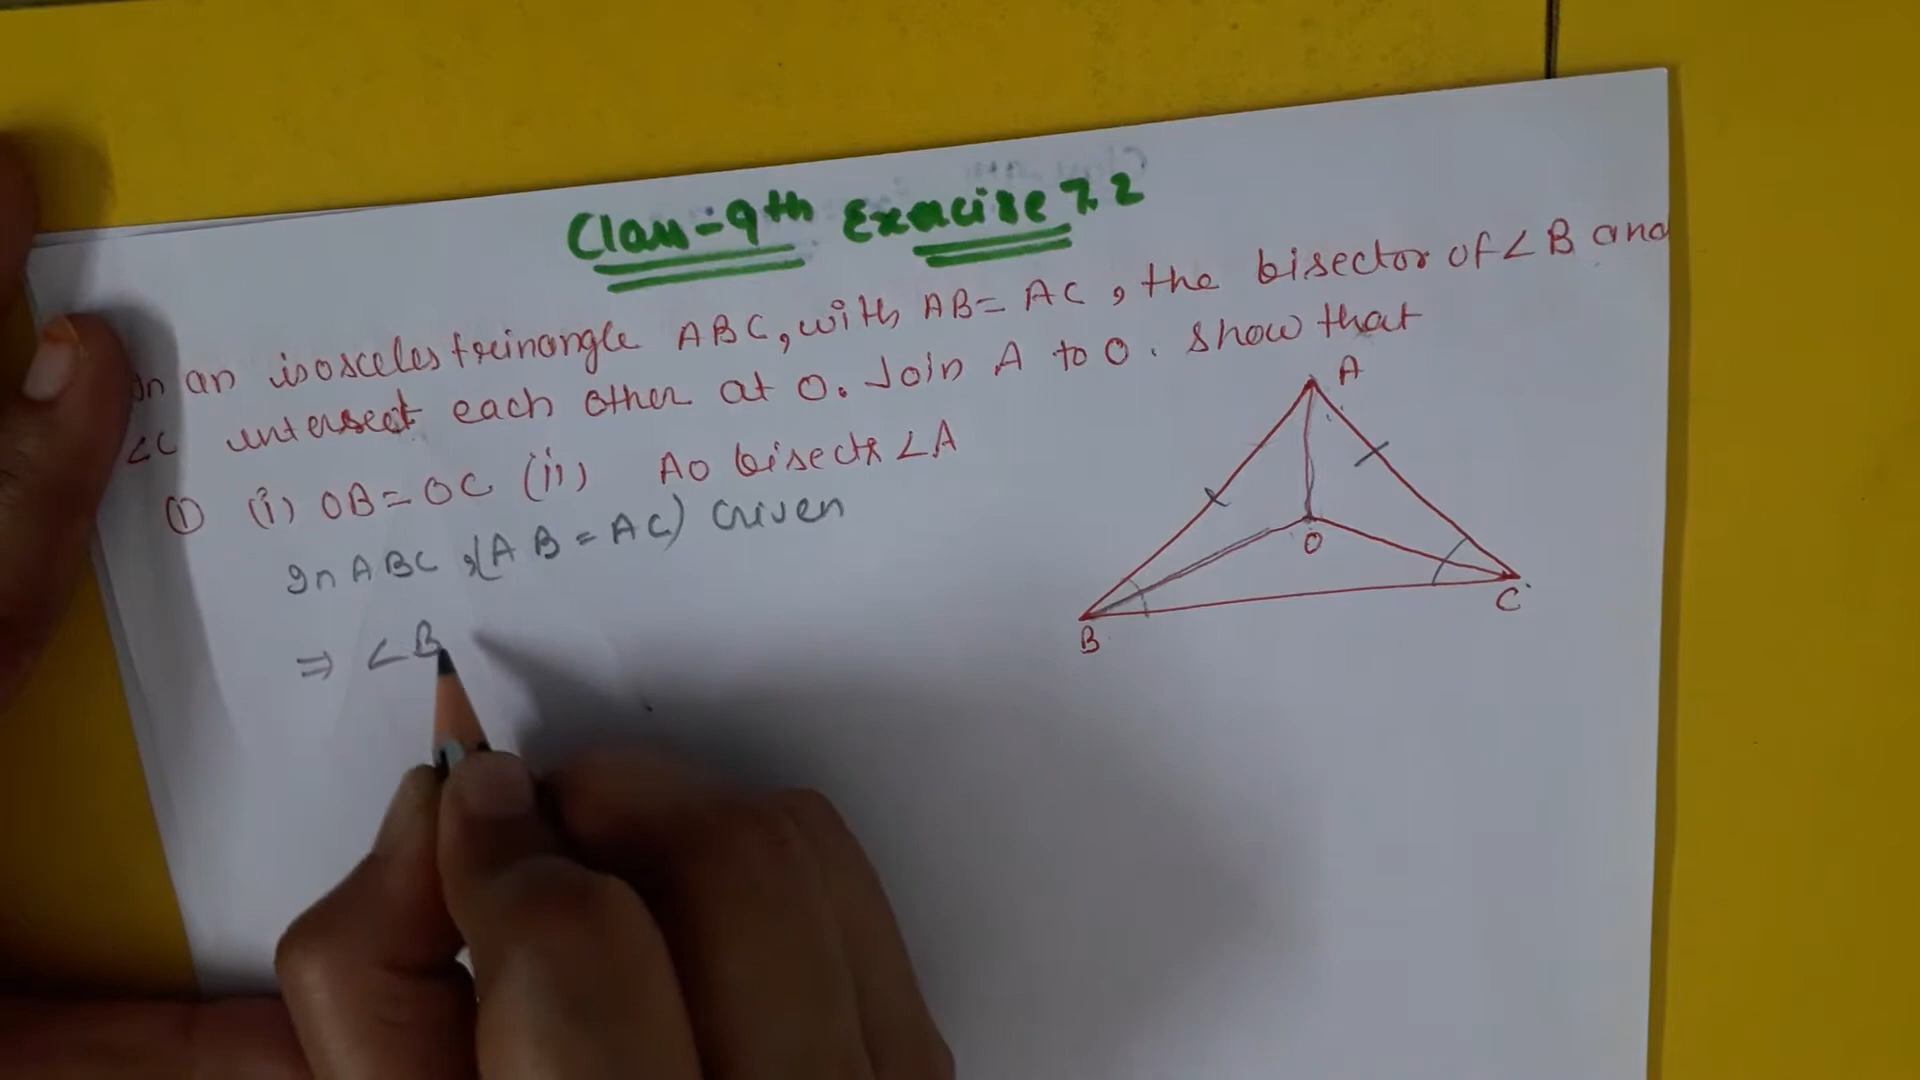 Class-9th Exercise 7.2
In an isosceles treinangle ABC, with AB = AC, the bisector of ∠B and
∠C intersect each other at O. Join A to O. show that
① (i) OB = OC (ii) AO bisects ∠A
In ABC, (AB = AC) Given
⇒ ∠B
A
O
B
C